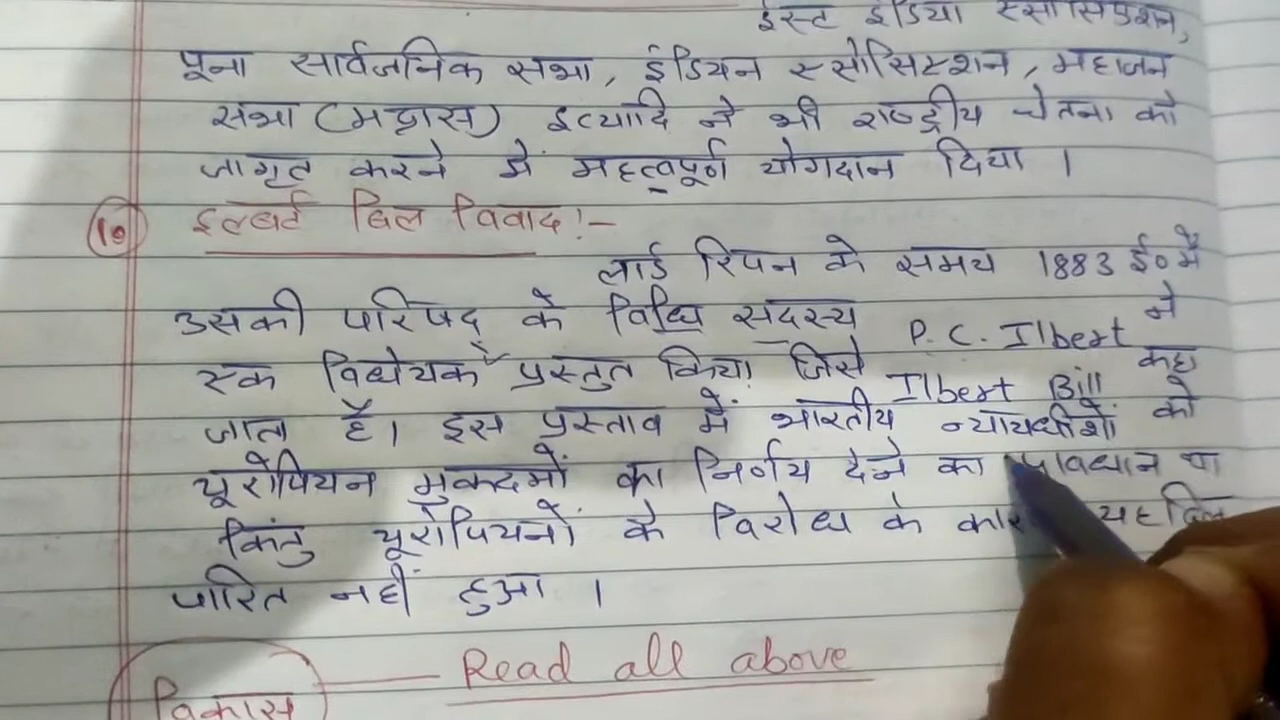 ईस्ट इंडिया एसोसिएशन,
पूना सार्वजनिक सभा, इंडियन एसोसिएशन, महाजन
सभा (मद्रास) इत्यादि ने भी राष्ट्रीय चेतना को
जागृत करने में महत्वपूर्ण योगदान दिया ।
10 इल्बर्ट बिल विवाद:-
लार्ड रिपन के समय 1883 ई० में
उसकी परिषद् के विधि सदस्य P.C. Ilbert ने
एक विधेयक प्रस्तुत किया जिसे Ilbert Bill कहा
जाता है। इस प्रस्ताव में भारतीय न्यायधीशों को
यूरोपियन मुकदमों का निर्णय देने का प्रावधान था
किंतु यूरोपियनों के विरोध के यह बिल
पारित नहीं हुआ ।
विकास Read all above